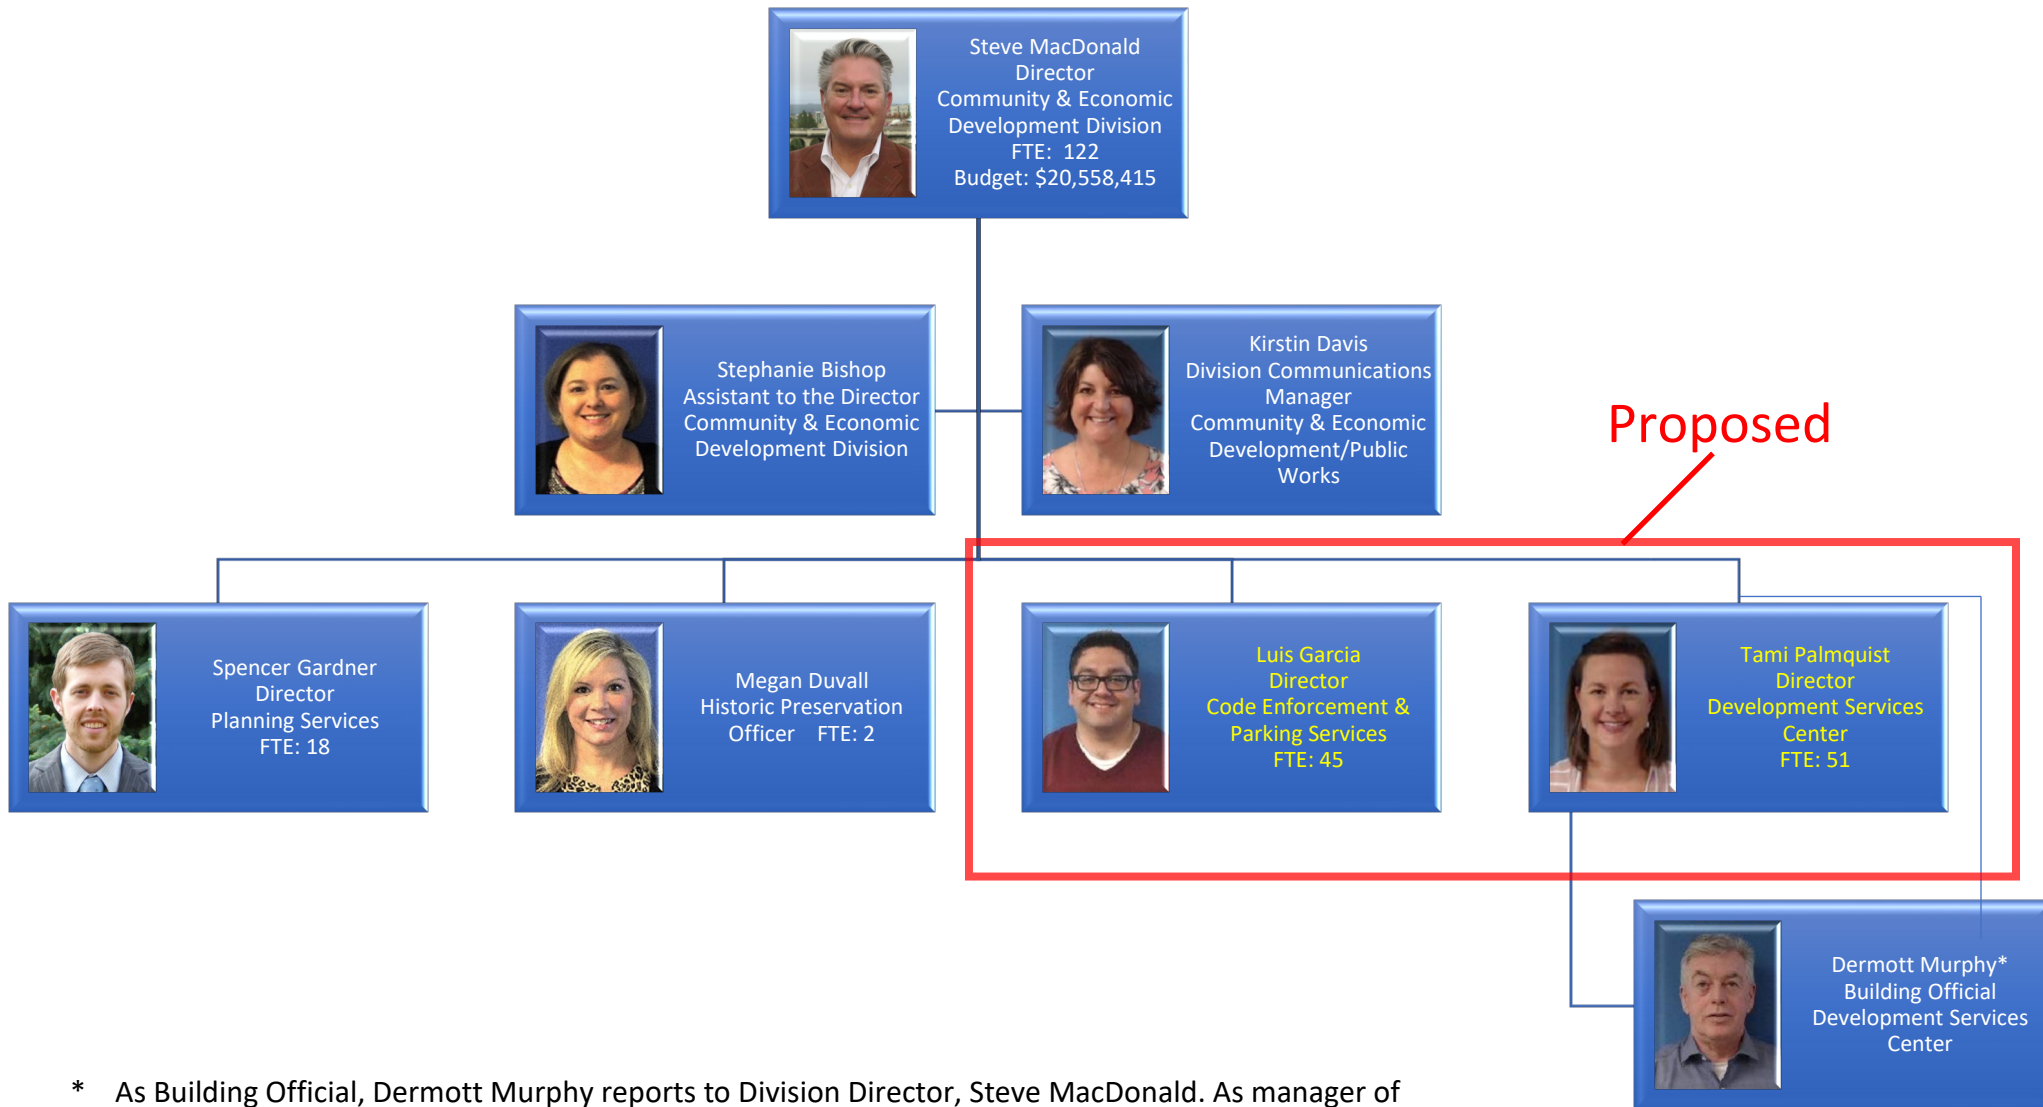 Steve MacDonald
Director
Community & Economic
Development Division
FTE:  122
Budget: $20,558,415
Stephanie Bishop
Assistant to the Director
Community & Economic
Development Division
Kirstin Davis
Division Communications
Manager
Community & Economic
Development/Public
Works
Proposed
Spencer Gardner
Director
Planning Services
FTE: 18
Megan Duvall
Historic Preservation
Officer    FTE: 2
Luis Garcia
Director
Code Enforcement &
Parking Services
FTE: 45
Tami Palmquist
Director
Development Services
Center
FTE: 51
Dermott Murphy*
Building Official
Development Services
Center
*   As Building Official, Dermott Murphy reports to Division Director, Steve MacDonald. As manager of